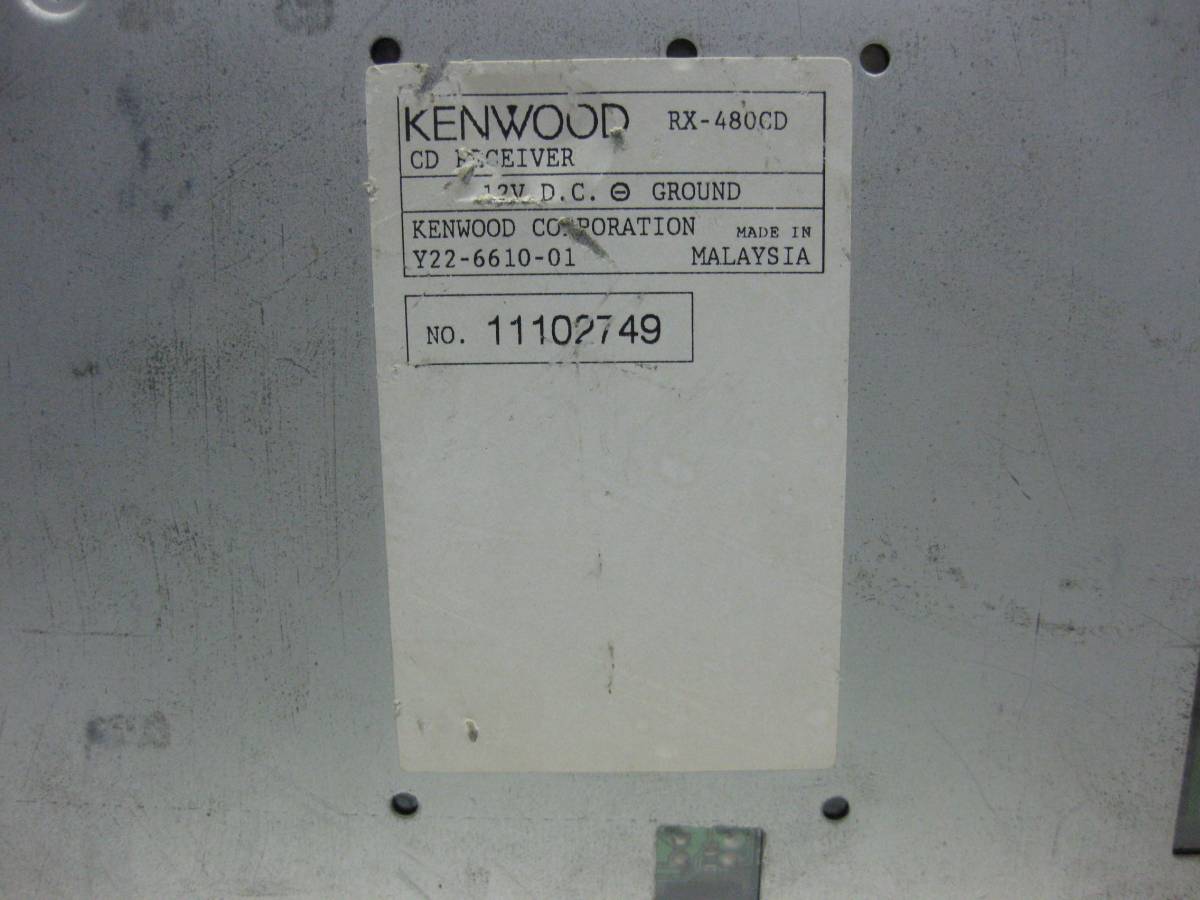 KENWOOD RX-480CD
CD RECEIVER
12V D.C. ⊖ GROUND
KENWOOD CORPORATION MADE IN
Y22-6610-01 MALAYSIA
NO. 11102749